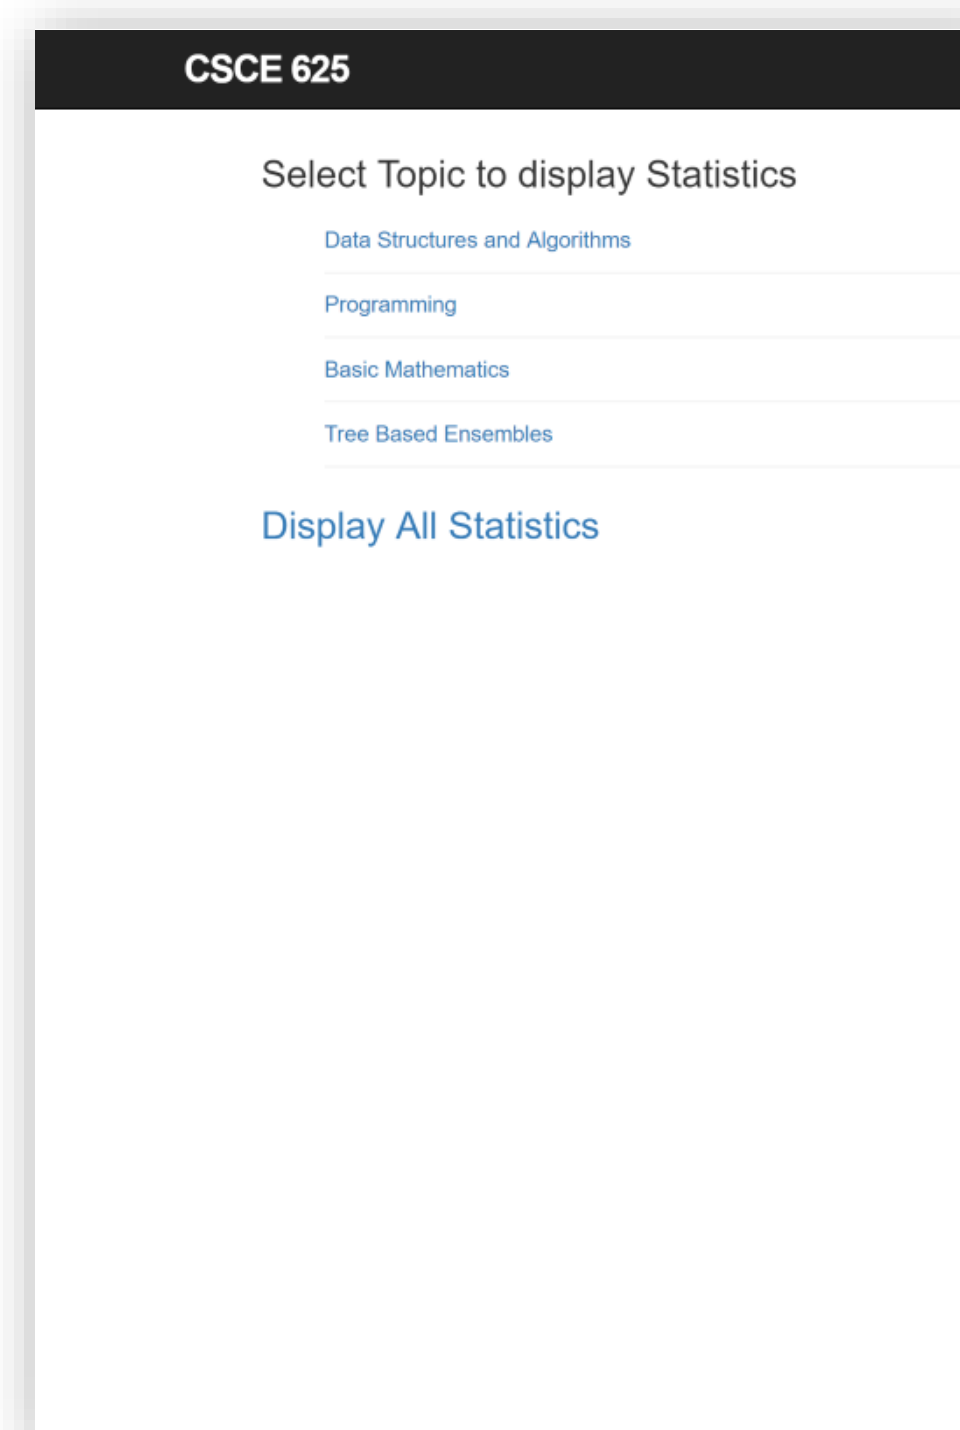 CSCE 625
Select Topic to display Statistics
Data Structures and Algorithms
Programming
Basic Mathematics
Tree Based Ensembles
Display All Statistics